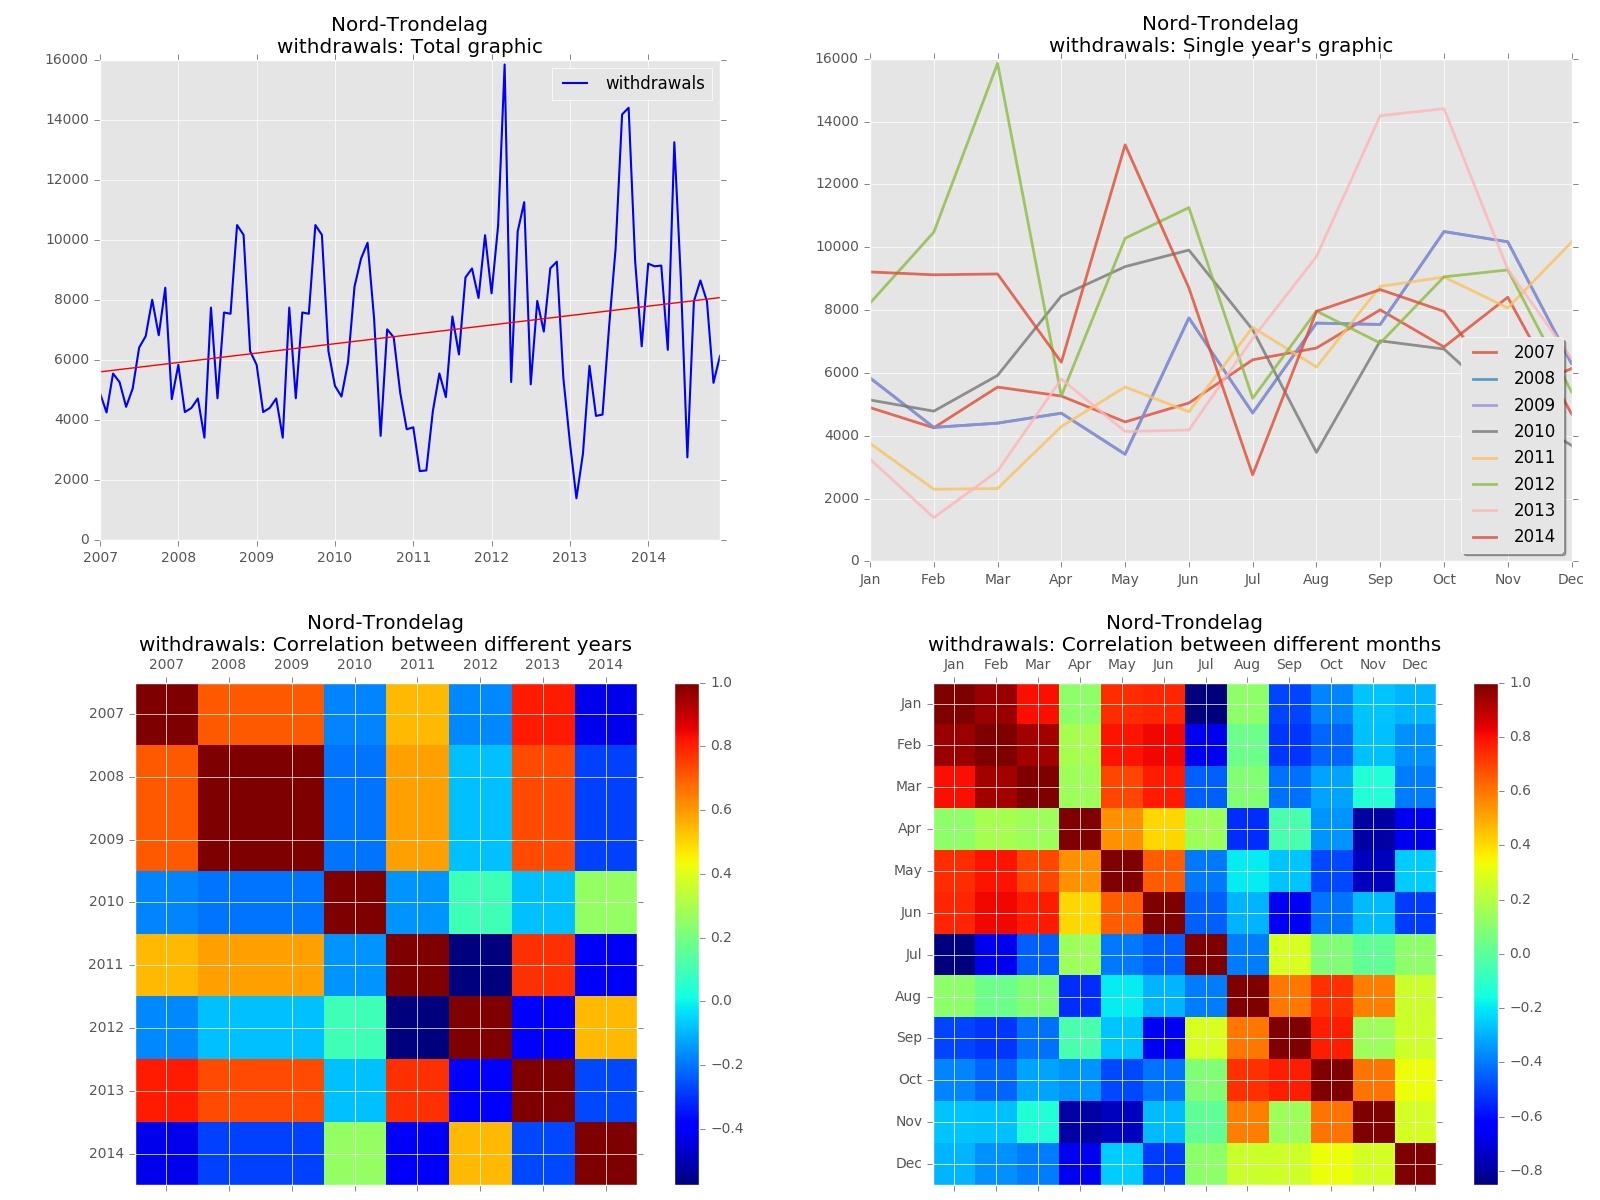 Nord-Trondelag
withdrawals: Total graphic
16000
14000
12000
10000
8000
6000
4000
2000
0
2007 2008 2009 2010 2011 2012 2013 2014
withdrawals
Nord-Trondelag
withdrawals: Single year's graphic
16000
14000
12000
10000
8000
6000
4000
2000
0
Jan Feb Mar Apr May Jun Jul Aug Sep Oct Nov Dec
2007
2008
2009
2010
2011
2012
2013
2014
Nord-Trondelag
withdrawals: Correlation between different years
2007 2008 2009 2010 2011 2012 2013 2014
2007
2008
2009
2010
2011
2012
2013
2014
1.0
0.8
0.6
0.4
0.2
0.0
−0.2
−0.4
Nord-Trondelag
withdrawals: Correlation between different months
Jan Feb Mar Apr May Jun Jul Aug Sep Oct Nov Dec
Jan
Feb
Mar
Apr
May
Jun
Jul
Aug
Sep
Oct
Nov
Dec
1.0
0.8
0.6
0.4
0.2
0.0
−0.2
−0.4
−0.6
−0.8